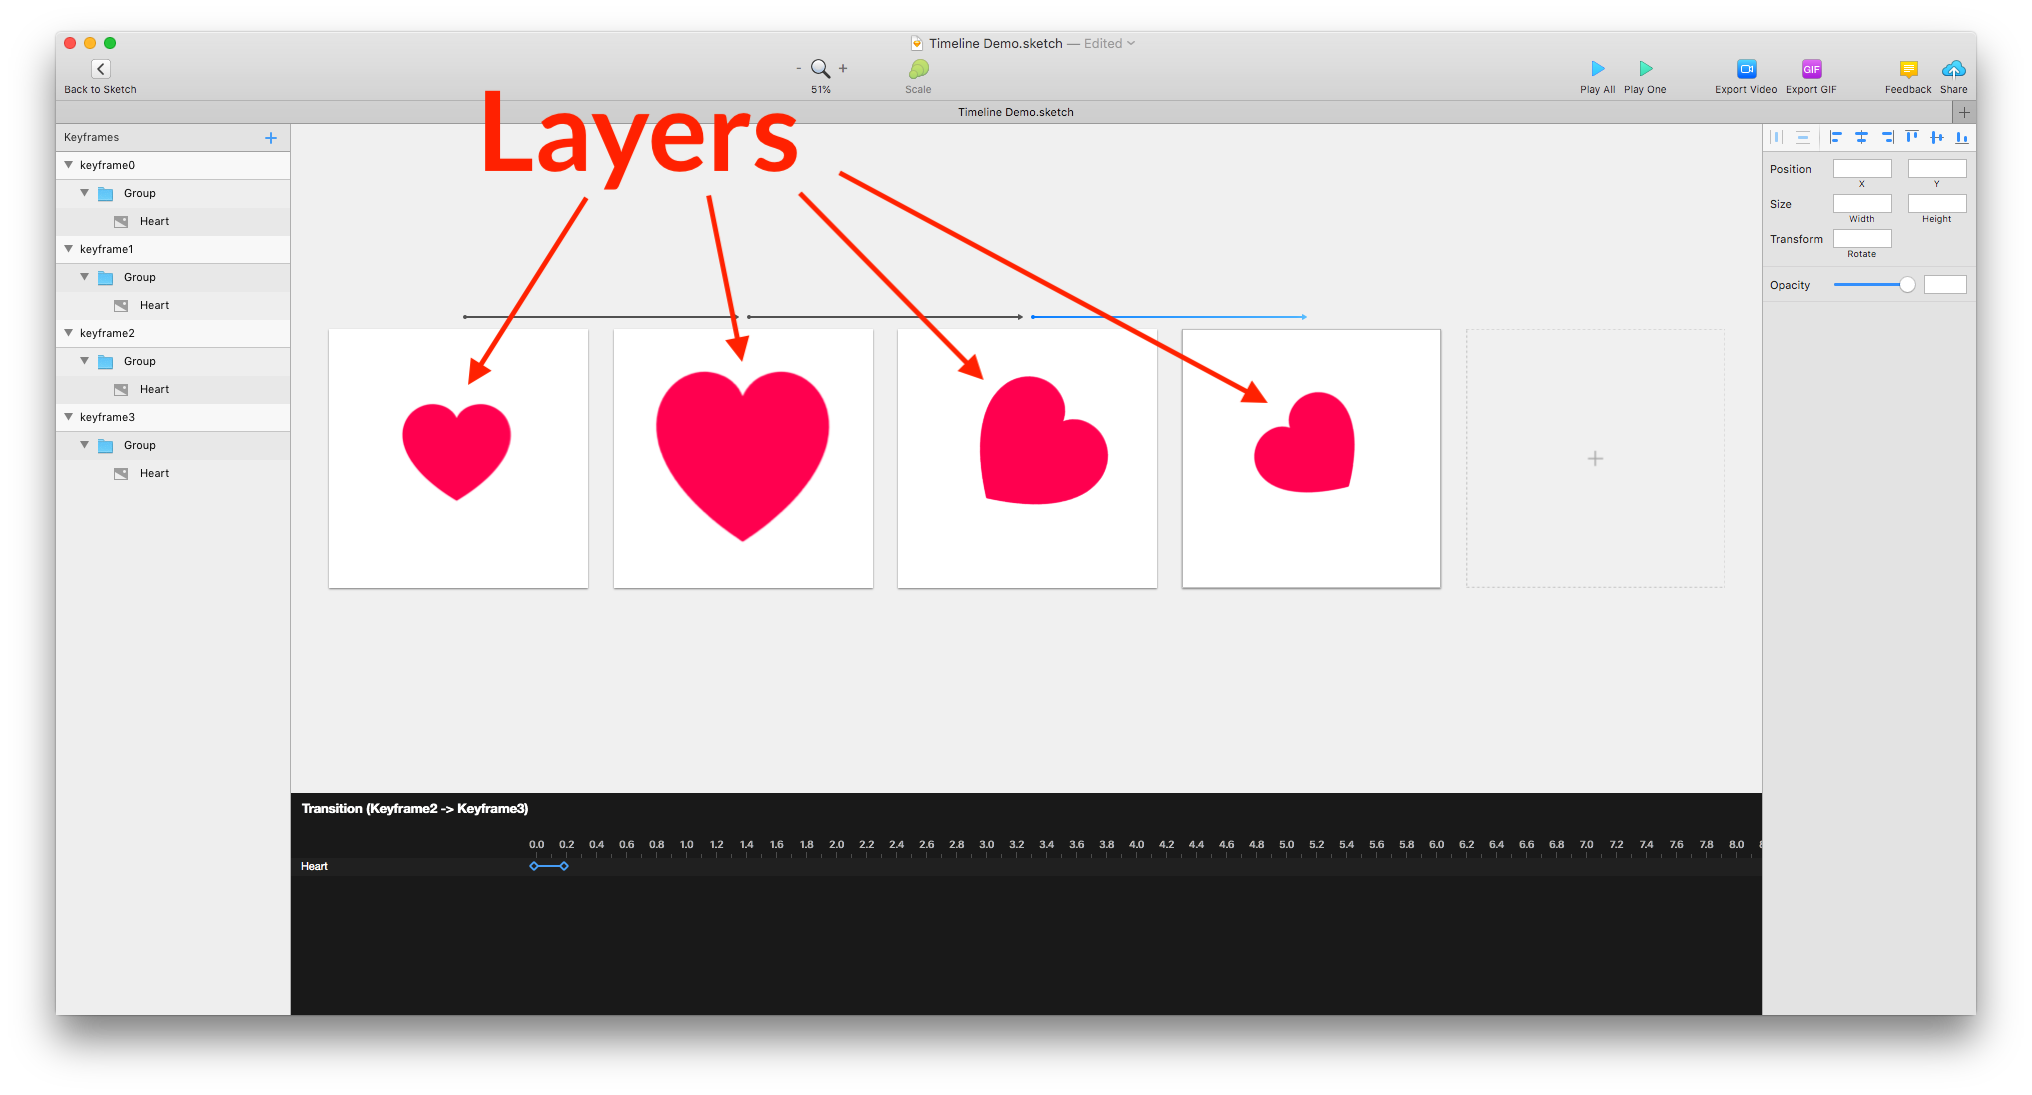 Timeline Demo.sketch — Edited
Back to Sketch
- +
51%
Scale
Play All Play One Export Video GIF Export GIF Feedback Share
Timeline Demo.sketch +
Layers
Keyframes +
keyframe0
Group
Heart
keyframe1
Group
Heart
keyframe2
Group
Heart
keyframe3
Group
Heart
+
Position
X Y
Size
Width Height
Transform
Rotate
Opacity
Transition (Keyframe2 -> Keyframe3)
0.0 0.2 0.4 0.6 0.8 1.0 1.2 1.4 1.6 1.8 2.0 2.2 2.4 2.6 2.8 3.0 3.2 3.4 3.6 3.8 4.0 4.2 4.4 4.6 4.8 5.0 5.2 5.4 5.6 5.8 6.0 6.2 6.4 6.6 6.8 7.0 7.2 7.4 7.6 7.8 8.0
Heart